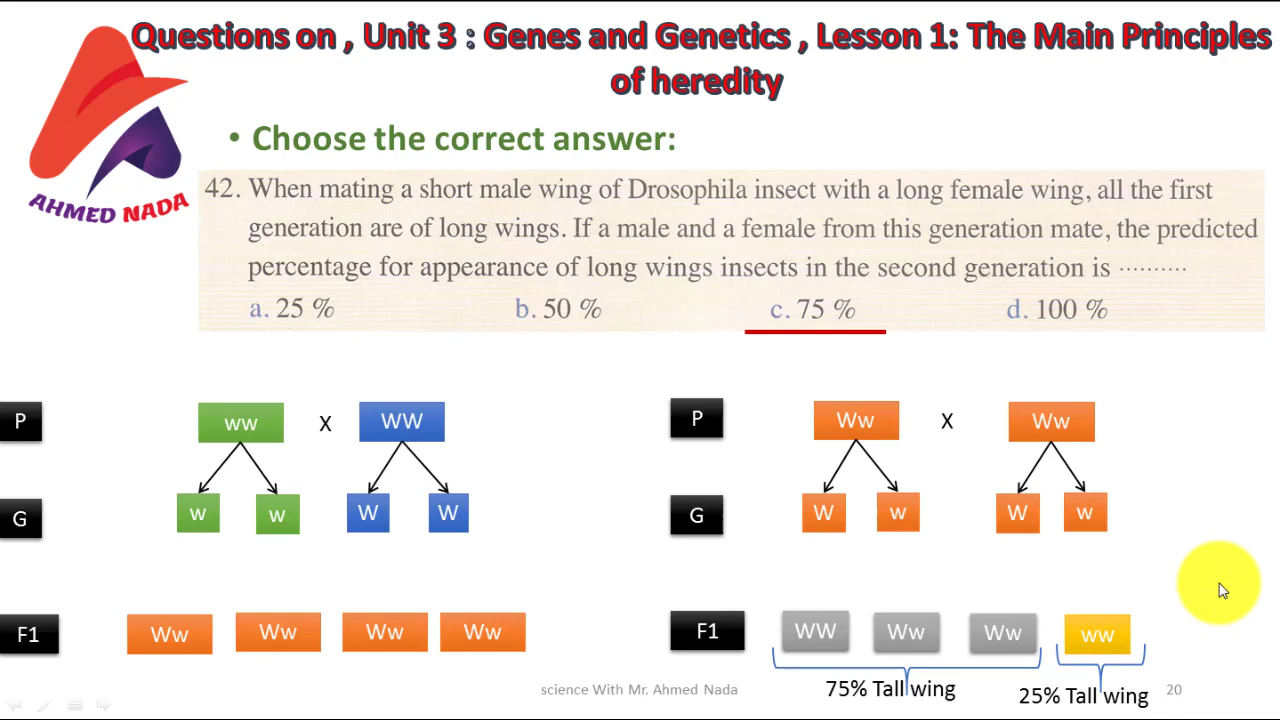 Questions on , Unit 3 : Genes and Genetics , Lesson 1: The Main Principles
of heredity
AHMED NADA
• Choose the correct answer:
42. When mating a short male wing of Drosophila insect with a long female wing, all the first
generation are of long wings. If a male and a female from this generation mate, the predicted
percentage for appearance of long wings insects in the second generation is ··········
a. 25 % b. 50 % c. 75 % d. 100 %
P ww X WW
G w w W W
F1 Ww Ww Ww Ww
P Ww X Ww
G W w W w
F1 WW Ww Ww ww
75% Tall wing 25% Tall wing
science With Mr. Ahmed Nada 20